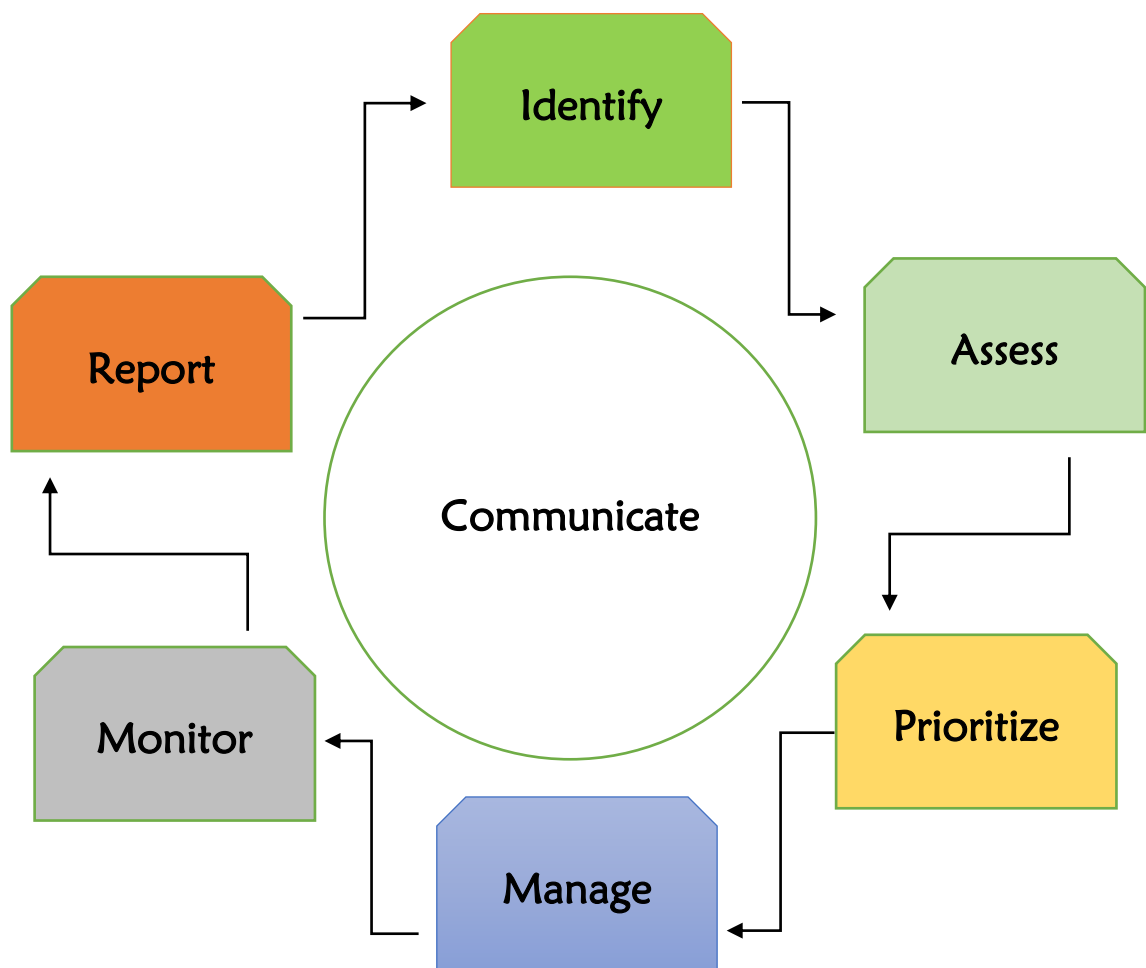 Identify
Assess
Prioritize
Manage
Monitor
Report
Communicate